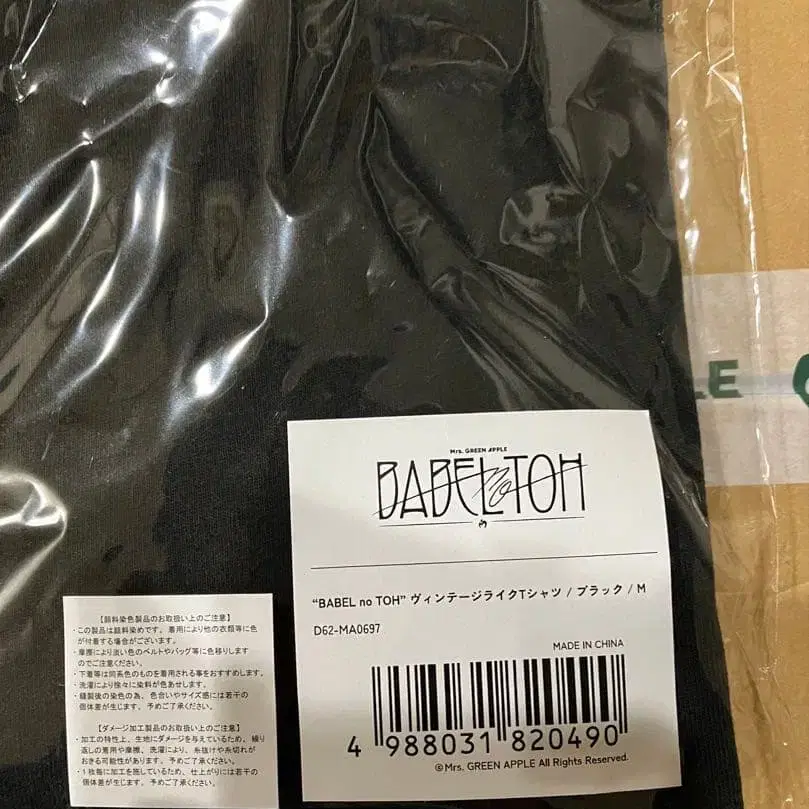 LE
Mrs. GREEN APPLE
BABEL no TOH
“BABEL no TOH” ヴィンテージライクTシャツ / ブラック / M
D62-MA0697
MADE IN CHINA
4 988031 820490
©Mrs. GREEN APPLE All Rights Reserved.
【顔料染色製品のお取扱い上のご注意】
・この製品は顔料染めです。着用により他の衣類等に色
が付着する場合がございます。
・摩擦により淡い色のベルトやバッグ等に色移りします
のでご注意ください。
・下着等は同系色のものを着用される事をおすすめします。
・洗濯により徐々に染料が色あせします。
・縫製後の染色の為、色合いやサイズ感には若干の
個体差が生じます。予めご了承ください。
【ダメージ加工製品のお取扱い上のご注意】
・加工の特性上、生地にダメージを与えているため、繰り
返しの着用や摩擦、洗濯により、糸抜けや糸切れが
おきる可能性があります。予めご了承ください。
・1枚毎に加工を施しているため、仕上がりには若干の
個体差が生じます。予めご了承ください。